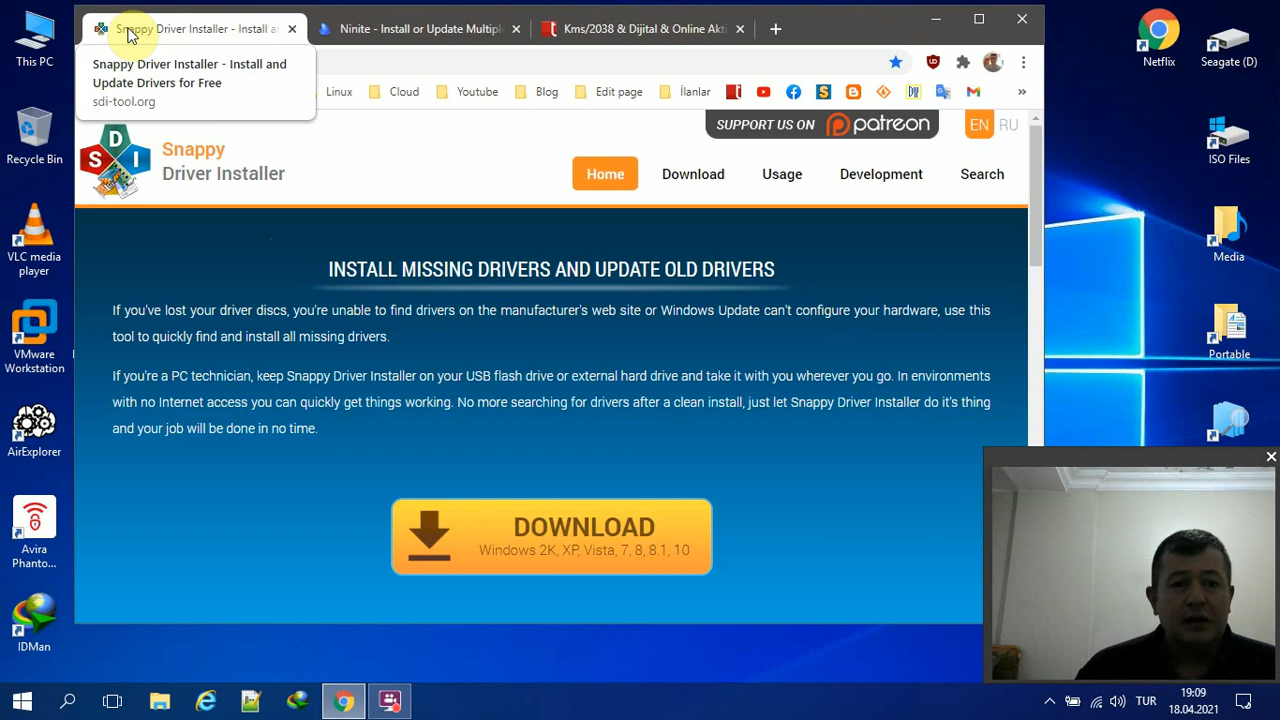 Snappy Driver Installer - Install a
Ninite - Install or Update Multipl
Kms/2038 & Dijital & Online Akt
Snappy Driver Installer - Install and
Update Drivers for Free
sdi-tool.org
Linux
Cloud
Youtube
Blog
Edit page
İlanlar
SUPPORT US ON patreon
EN RU
S D I
Snappy
Driver Installer
Home
Download
Usage
Development
Search
INSTALL MISSING DRIVERS AND UPDATE OLD DRIVERS
If you've lost your driver discs, you're unable to find drivers on the manufacturer's web site or Windows Update can't configure your hardware, use this
tool to quickly find and install all missing drivers.
If you're a PC technician, keep Snappy Driver Installer on your USB flash drive or external hard drive and take it with you wherever you go. In environments
with no Internet access you can quickly get things working. No more searching for drivers after a clean install, just let Snappy Driver Installer do it's thing
and your job will be done in no time.
DOWNLOAD
Windows 2K, XP, Vista, 7, 8, 8.1, 10
This PC
Recycle Bin
VLC media
player
VMware
Workstation
AirExplorer
Avira
Phanto...
IDMan
Netflix
Seagate (D)
ISO Files
Media
Portable
TUR
19:09
18.04.2021